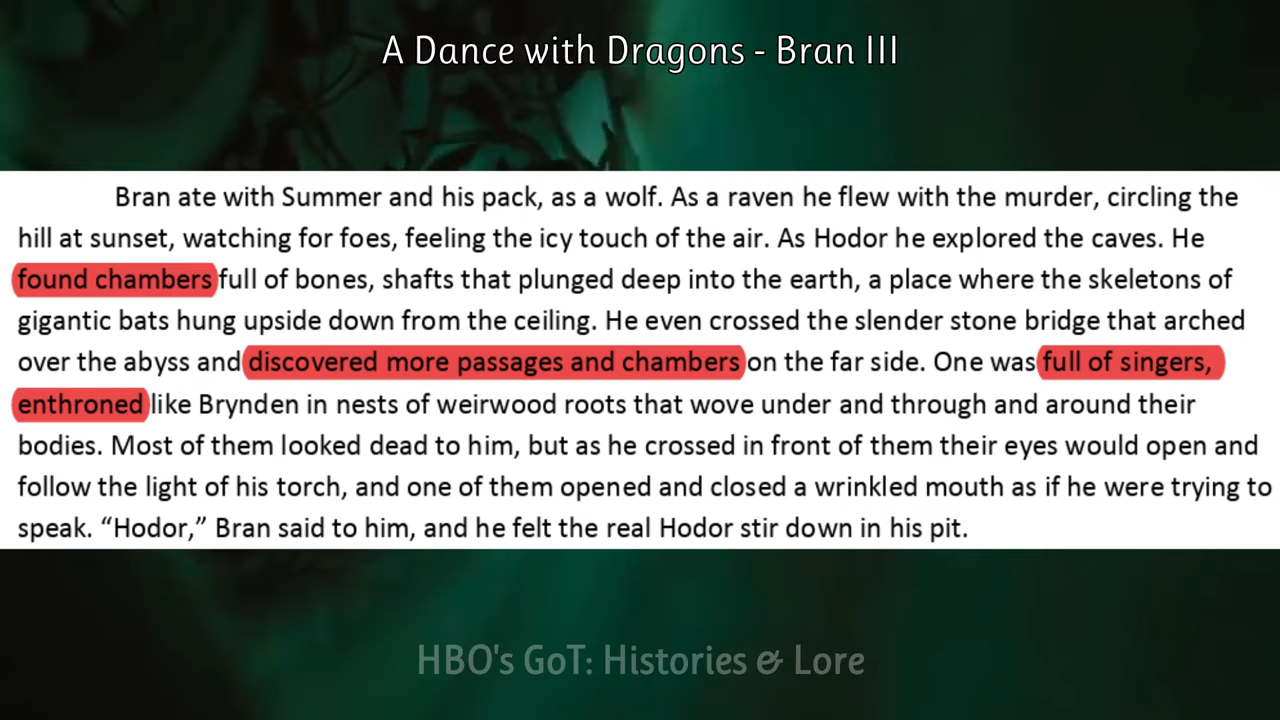 A Dance with Dragons - Bran III
Bran ate with Summer and his pack, as a wolf. As a raven he flew with the murder, circling the
hill at sunset, watching for foes, feeling the icy touch of the air. As Hodor he explored the caves. He
found chambers full of bones, shafts that plunged deep into the earth, a place where the skeletons of
gigantic bats hung upside down from the ceiling. He even crossed the slender stone bridge that arched
over the abyss and discovered more passages and chambers on the far side. One was full of singers,
enthroned like Brynden in nests of weirwood roots that wove under and through and around their
bodies. Most of them looked dead to him, but as he crossed in front of them their eyes would open and
follow the light of his torch, and one of them opened and closed a wrinkled mouth as if he were trying to
speak. “Hodor,” Bran said to him, and he felt the real Hodor stir down in his pit.
HBO's GoT: Histories & Lore